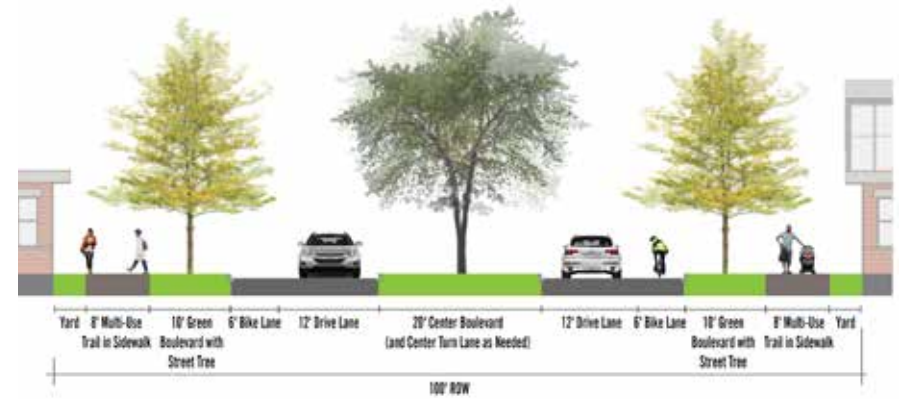 Yard
8' Multi-Use
Trail in Sidewalk
10' Green
Boulevard with
Street Tree
6' Bike Lane
12' Drive Lane
20' Center Boulevard
(and Center Turn Lane as Needed)
12' Drive Lane
6' Bike Lane
10' Green
Boulevard with
Street Tree
8' Multi-Use
Trail in Sidewalk
Yard
100' ROW